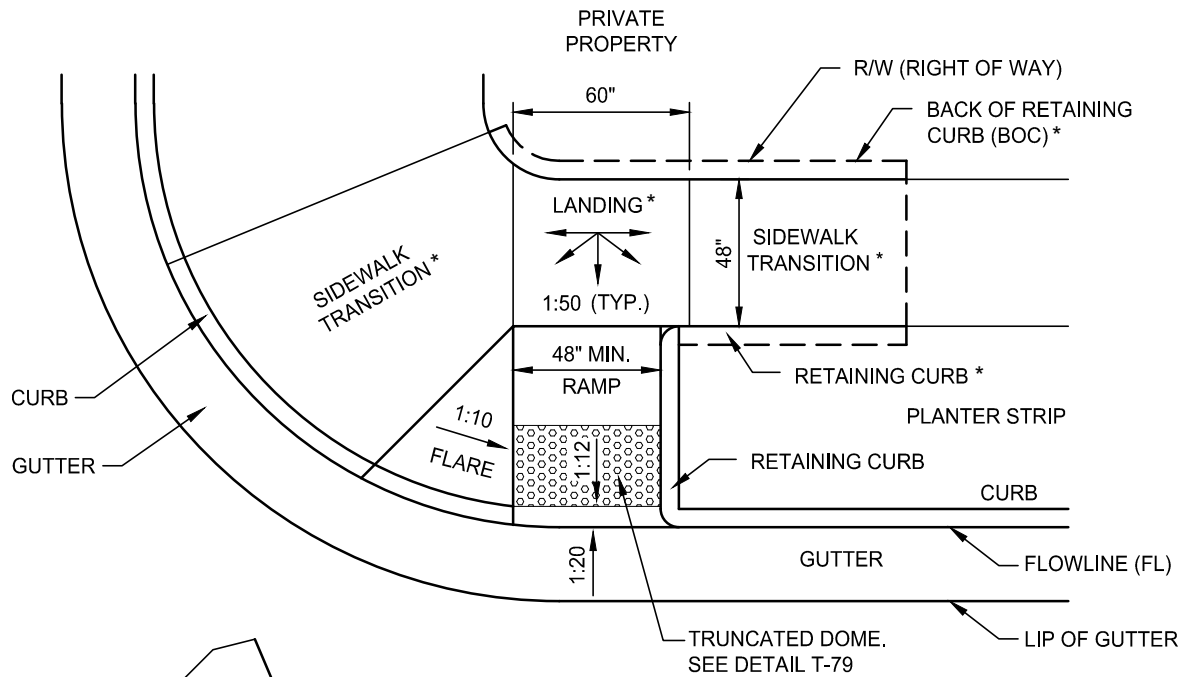 PRIVATE
PROPERTY
R/W (RIGHT OF WAY)
60"
BACK OF RETAINING
CURB (BOC) *
LANDING *
SIDEWALK
TRANSITION *
48"
SIDEWALK
TRANSITION *
1:50 (TYP.)
48" MIN.
RAMP
RETAINING CURB *
CURB
PLANTER STRIP
1:10
FLARE
1:12
GUTTER
RETAINING CURB
CURB
1:20
GUTTER
FLOWLINE (FL)
TRUNCATED DOME.
SEE DETAIL T-79
LIP OF GUTTER